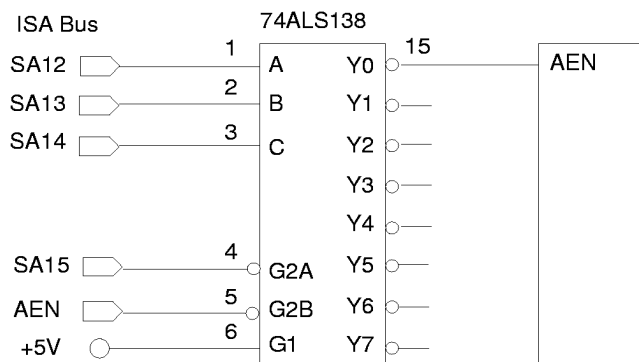 ISA Bus 74ALS138
SA12 1 A Y0 15 AEN
SA13 2 B Y1
SA14 3 C Y2
Y3
Y4
SA15 4 G2A Y5
AEN 5 G2B Y6
+5V 6 G1 Y7